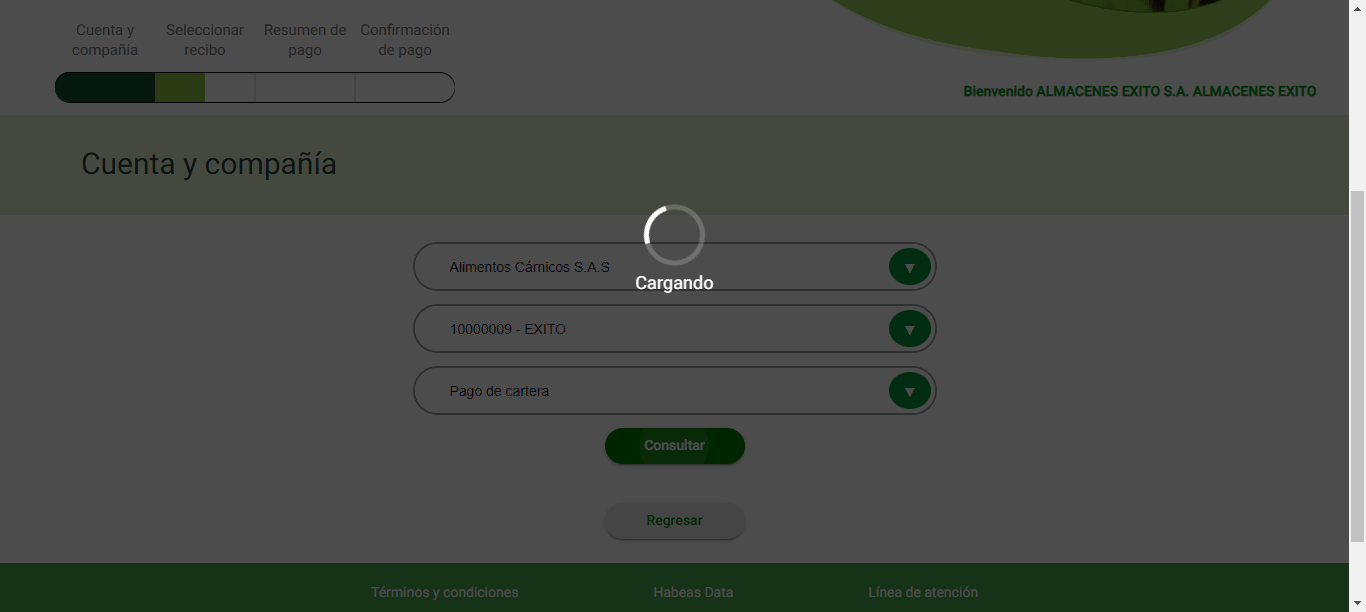 Cuenta y
compañía
Seleccionar
recibo
Resumen de
pago
Confirmación
de pago
Bienvenido ALMACENES EXITO S.A. ALMACENES EXITO
Cuenta y compañía
Alimentos Cárnicos S.A.S
Cargando
10000009 - EXITO
Pago de cartera
Consultar
Regresar
Términos y condiciones
Habeas Data
Línea de atención